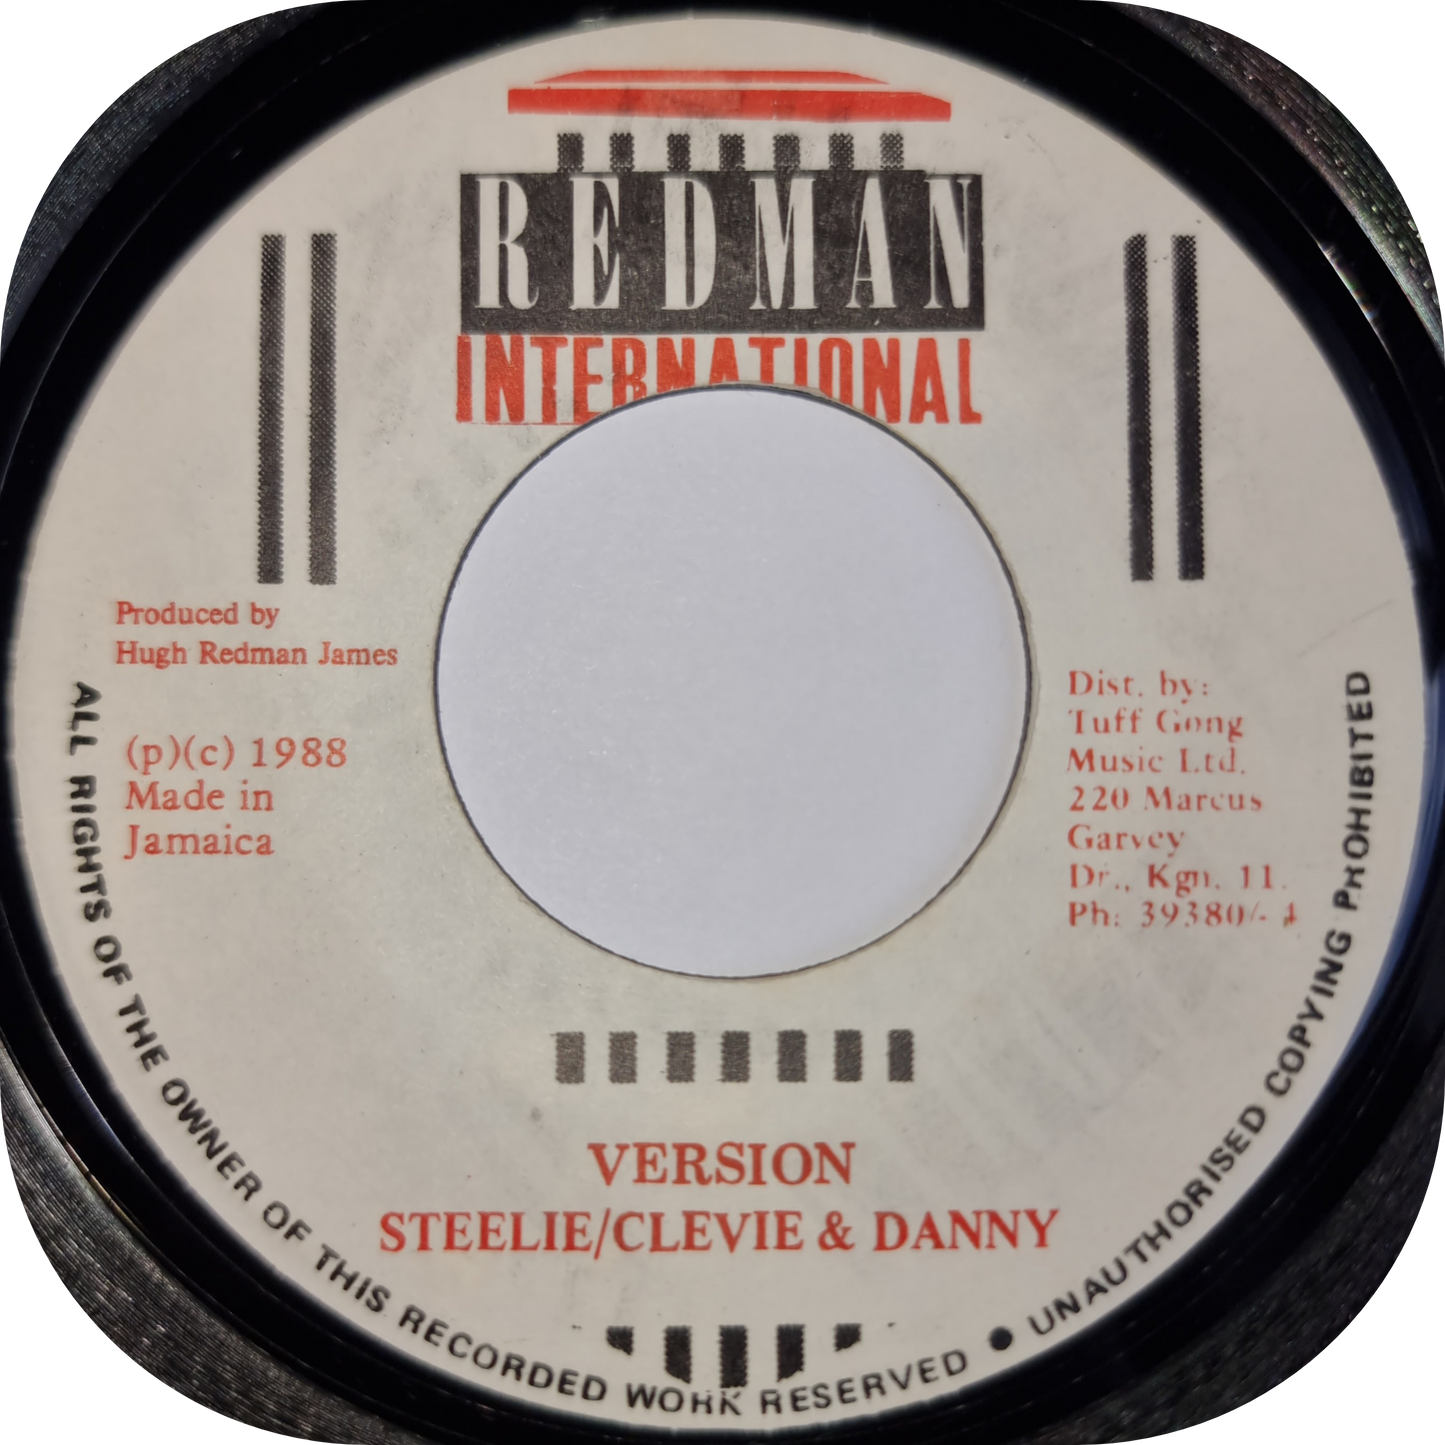 REDMAN
INTERNATIONAL
Produced by
Hugh Redman James
(p)(c) 1988
Made in
Jamaica
Dist. by:
Tuff Gong
Music Ltd.
220 Marcus
Garvey
Dr., Kgn. 11.
Ph: 39380/- 4
VERSION
STEELIE/CLEVIE & DANNY
ALL RIGHTS OF THE OWNER OF THIS RECORDED WORK RESERVED ● UNAUTHORISED COPYING PROHIBITED